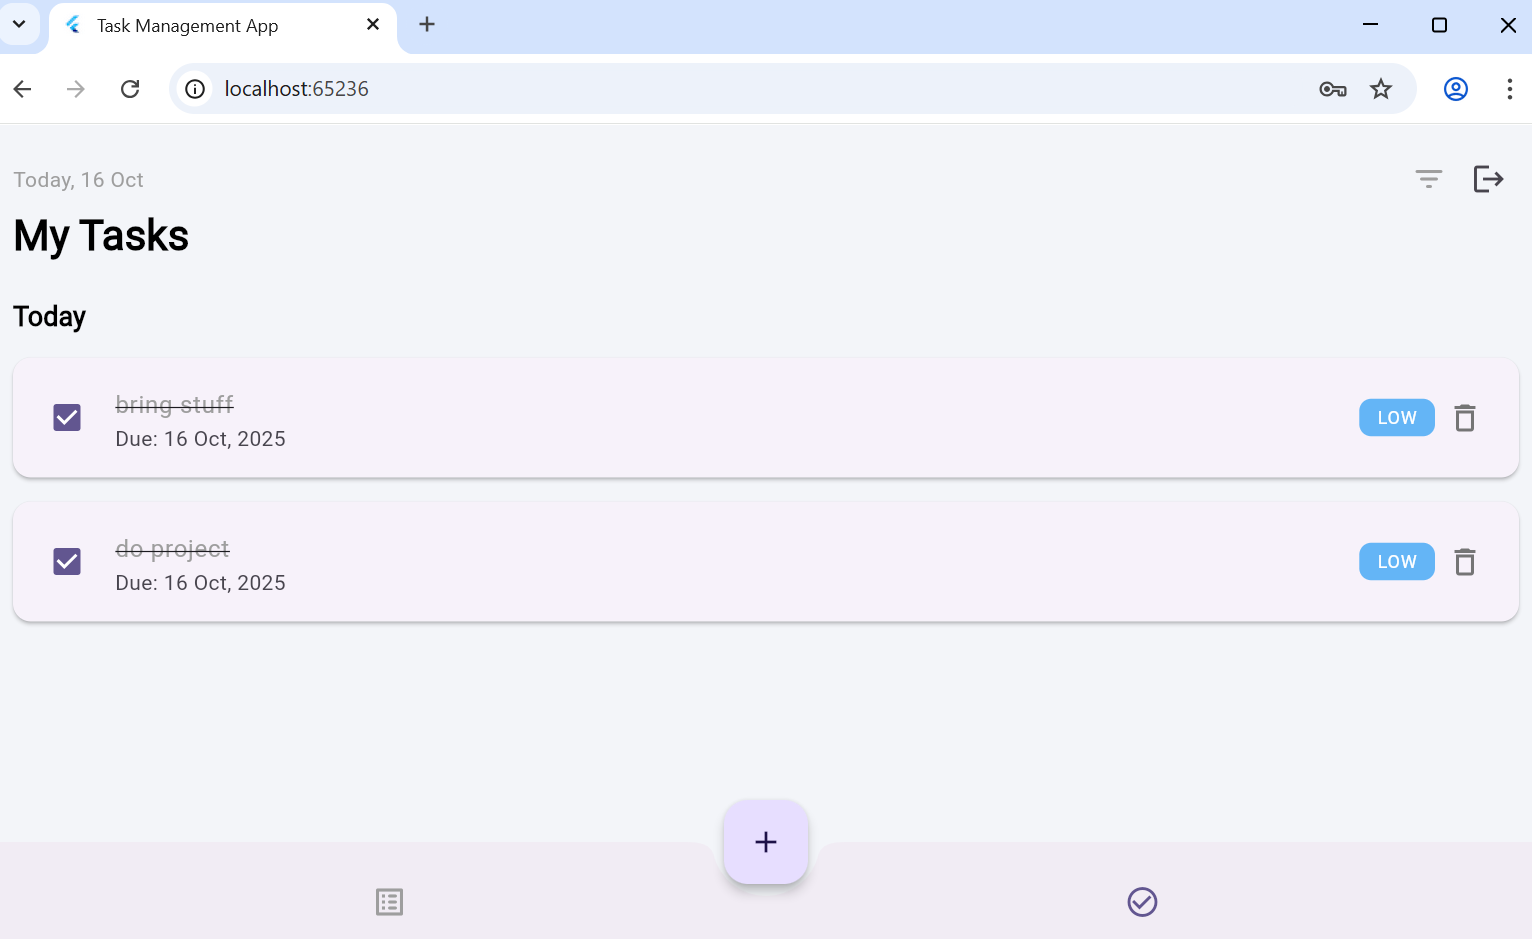 Task Management App
localhost:65236
Today, 16 Oct
My Tasks
Today
bring stuff
Due: 16 Oct, 2025
LOW
do project
Due: 16 Oct, 2025
LOW